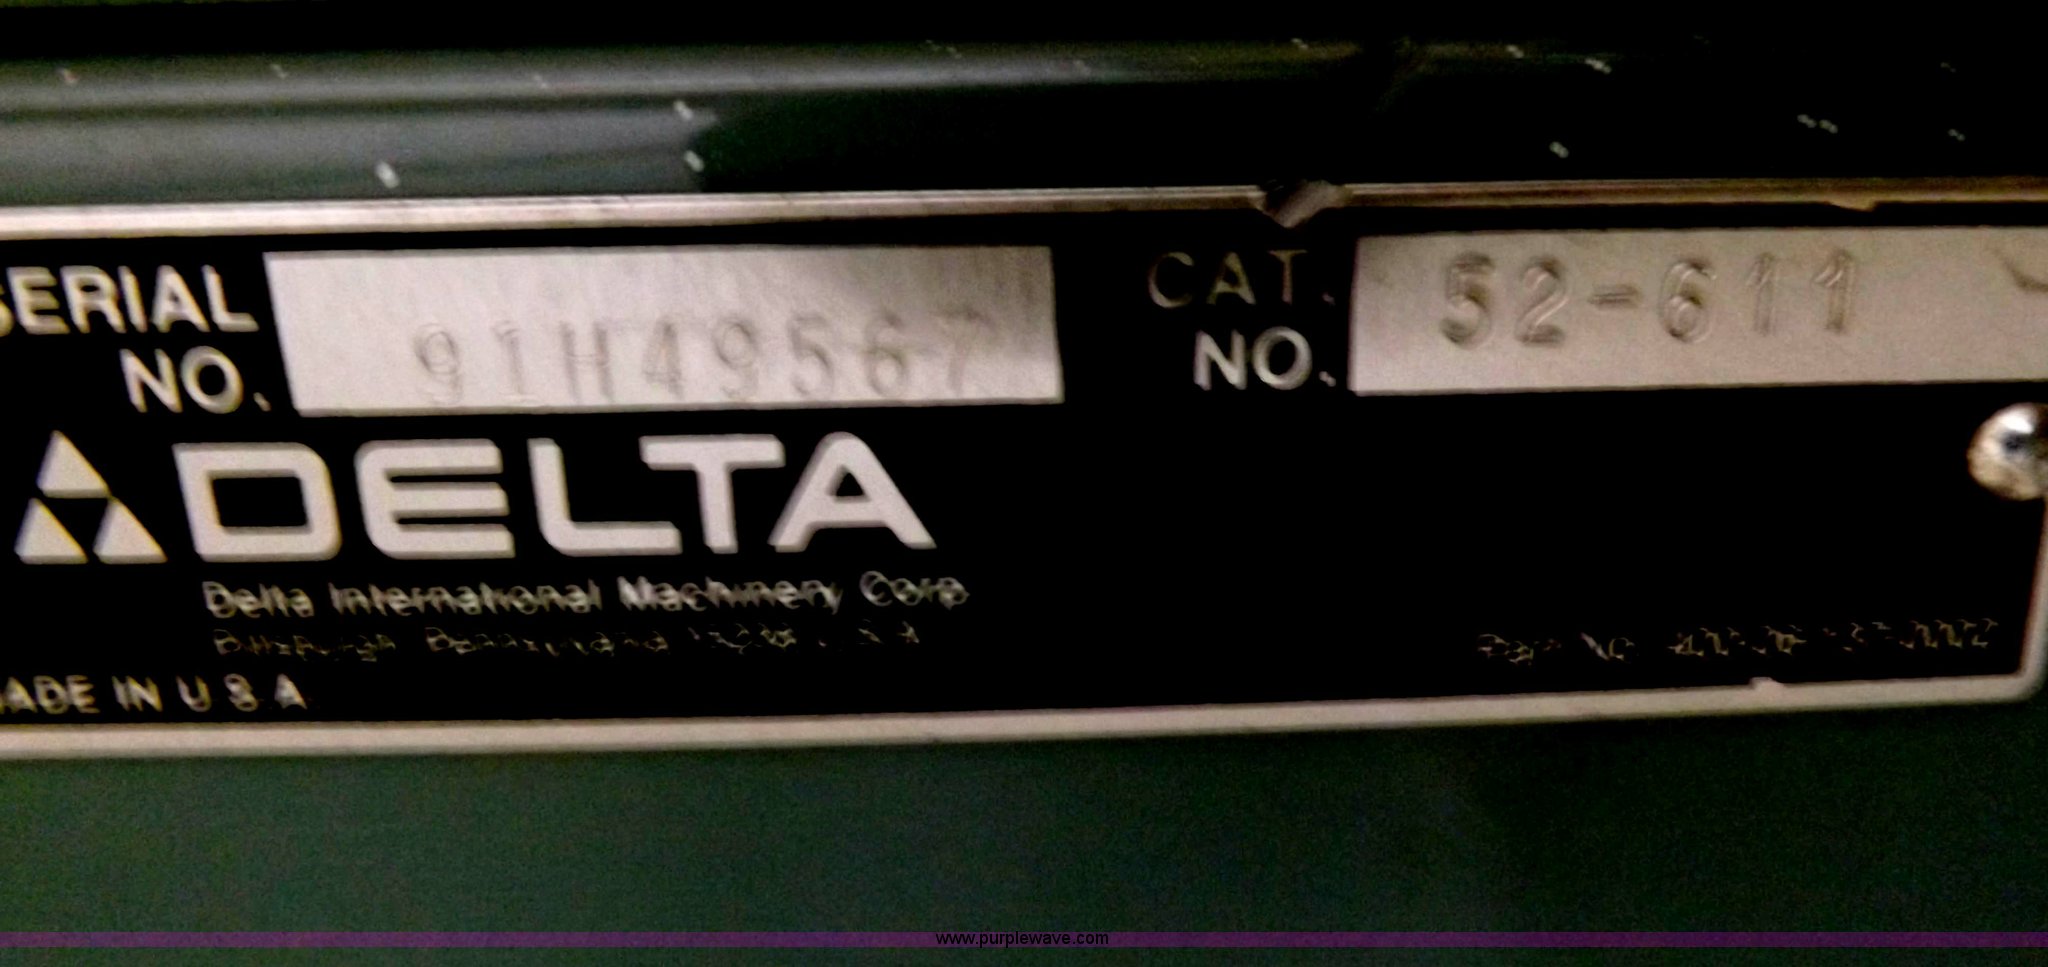 SERIAL
NO. 91H49567
CAT.
NO. 52-611
DELTA
Delta International Machinery Corp
MADE IN U S A
www.purplewave.com